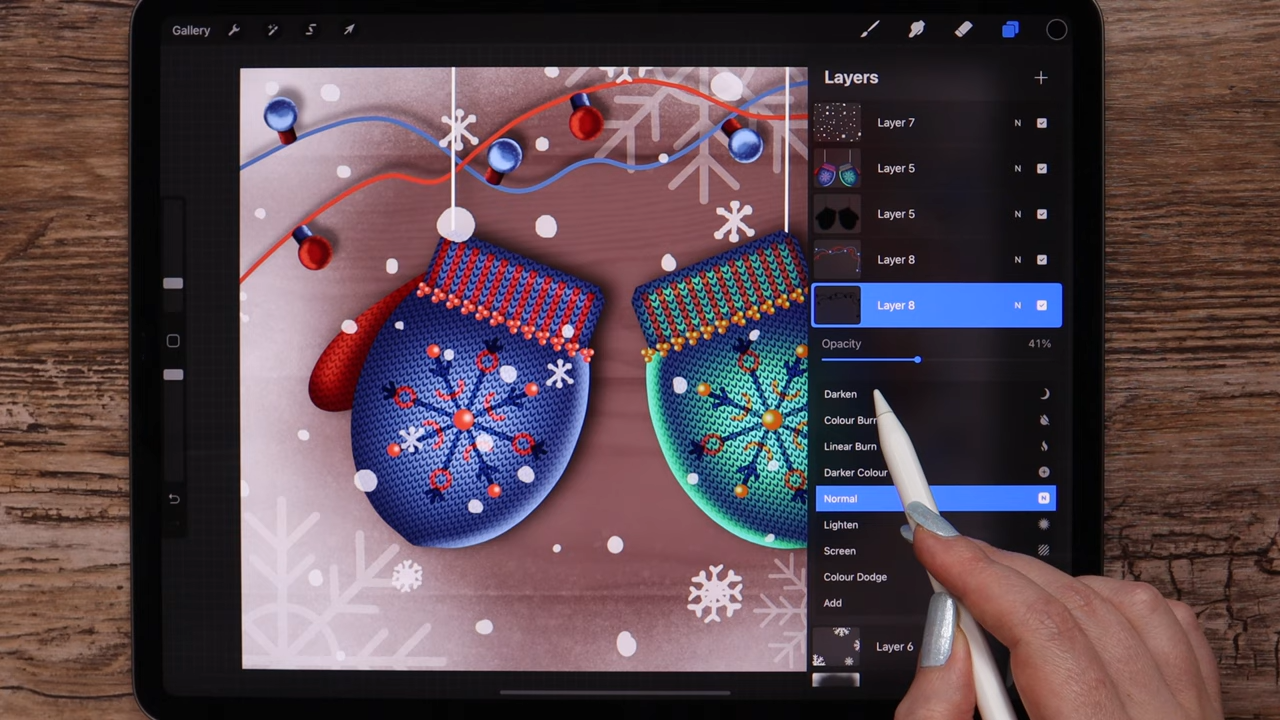 Gallery
Layers
Layer 7 N
Layer 5 N
Layer 5 N
Layer 8 N
Layer 8 N
Opacity 41%
Darken
Colour Burn
Linear Burn
Darker Colour
Normal N
Lighten
Screen
Colour Dodge
Add
Layer 6